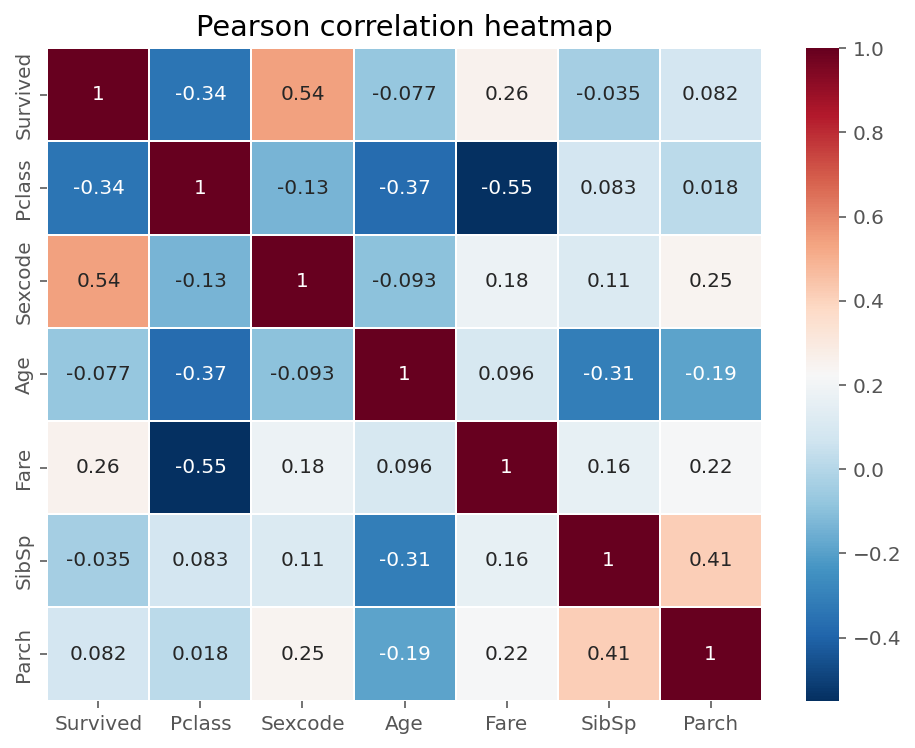 Pearson correlation heatmap
Survived 1 -0.34 0.54 -0.077 0.26 -0.035 0.082
Pclass -0.34 1 -0.13 -0.37 -0.55 0.083 0.018
Sexcode 0.54 -0.13 1 -0.093 0.18 0.11 0.25
Age -0.077 -0.37 -0.093 1 0.096 -0.31 -0.19
Fare 0.26 -0.55 0.18 0.096 1 0.16 0.22
SibSp -0.035 0.083 0.11 -0.31 0.16 1 0.41
Parch 0.082 0.018 0.25 -0.19 0.22 0.41 1
Survived Pclass Sexcode Age Fare SibSp Parch
1.0
0.8
0.6
0.4
0.2
0.0
−0.2
−0.4